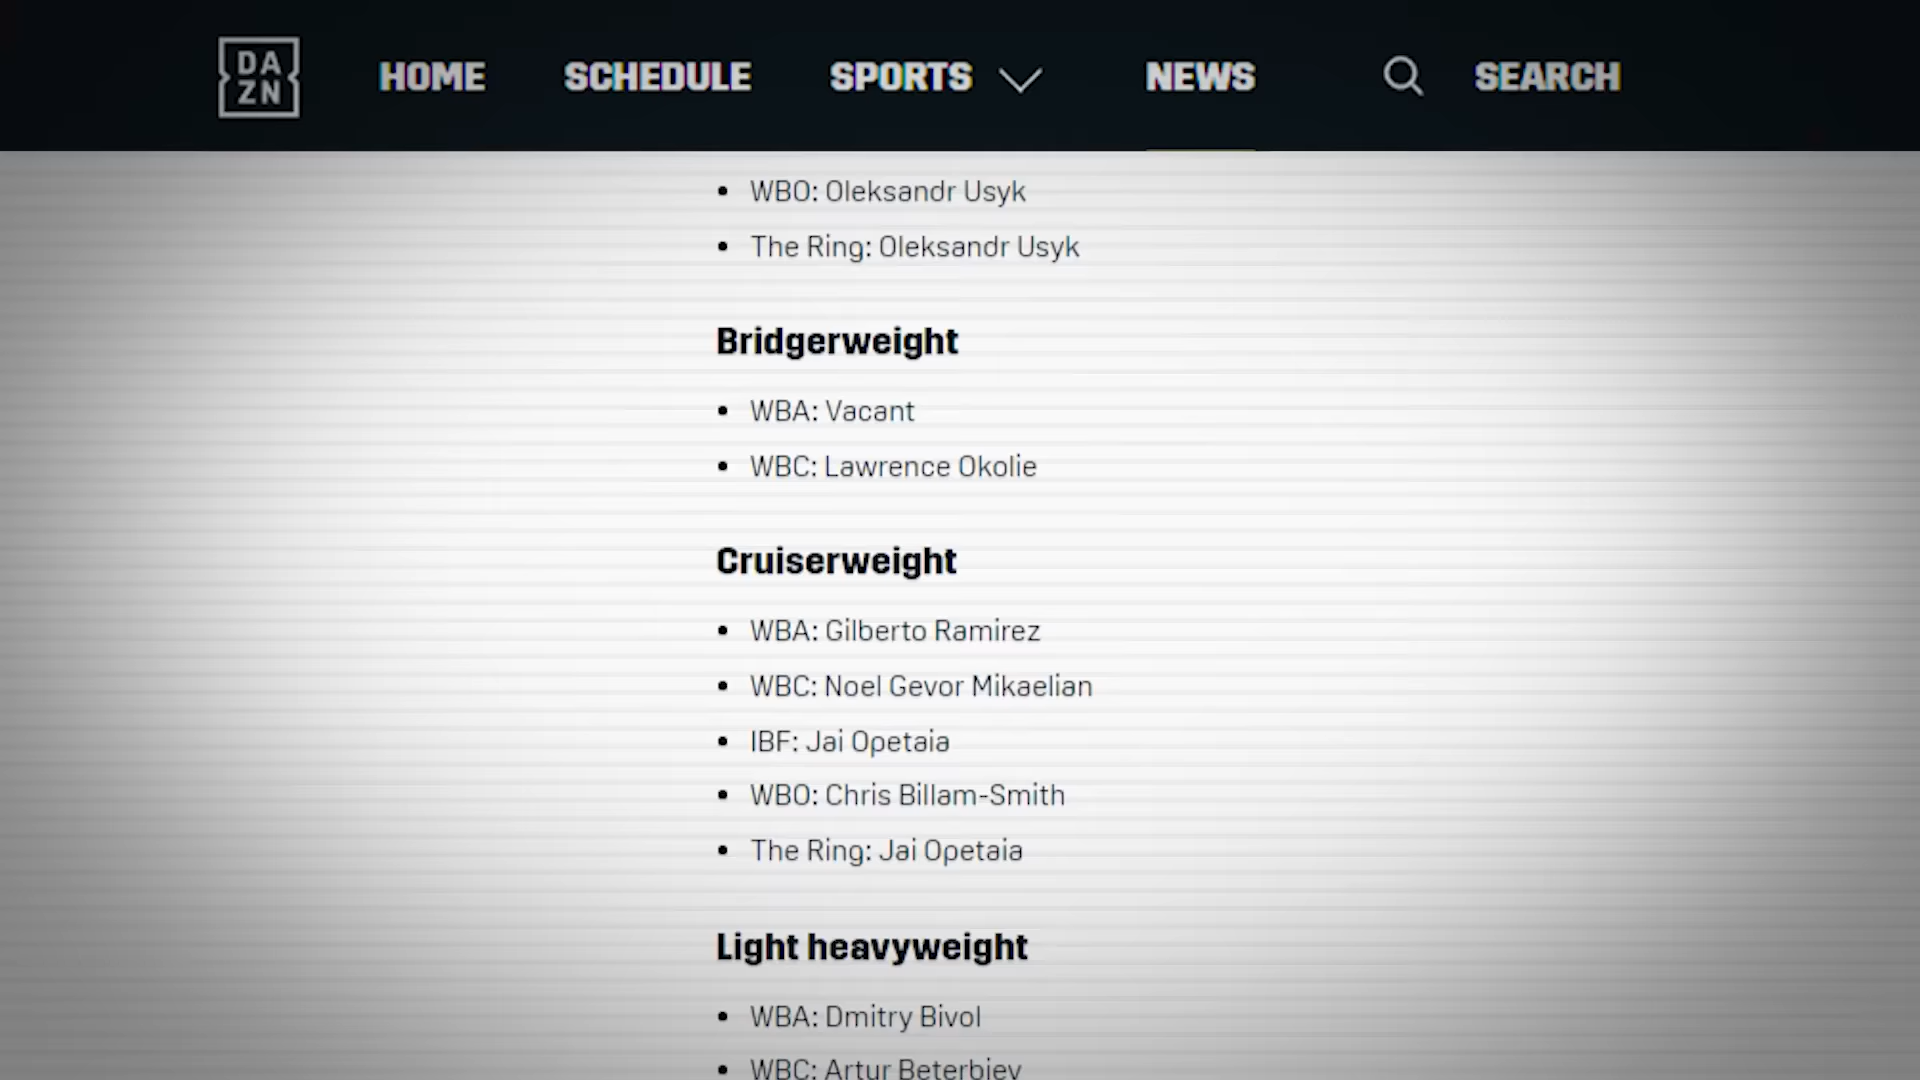 DA
ZN
HOME
SCHEDULE
SPORTS
NEWS
SEARCH
• WBO: Oleksandr Usyk
• The Ring: Oleksandr Usyk
Bridgerweight
• WBA: Vacant
• WBC: Lawrence Okolie
Cruiserweight
• WBA: Gilberto Ramirez
• WBC: Noel Gevor Mikaelian
• IBF: Jai Opetaia
• WBO: Chris Billam-Smith
• The Ring: Jai Opetaia
Light heavyweight
• WBA: Dmitry Bivol
• WBC: Artur Beterbiev